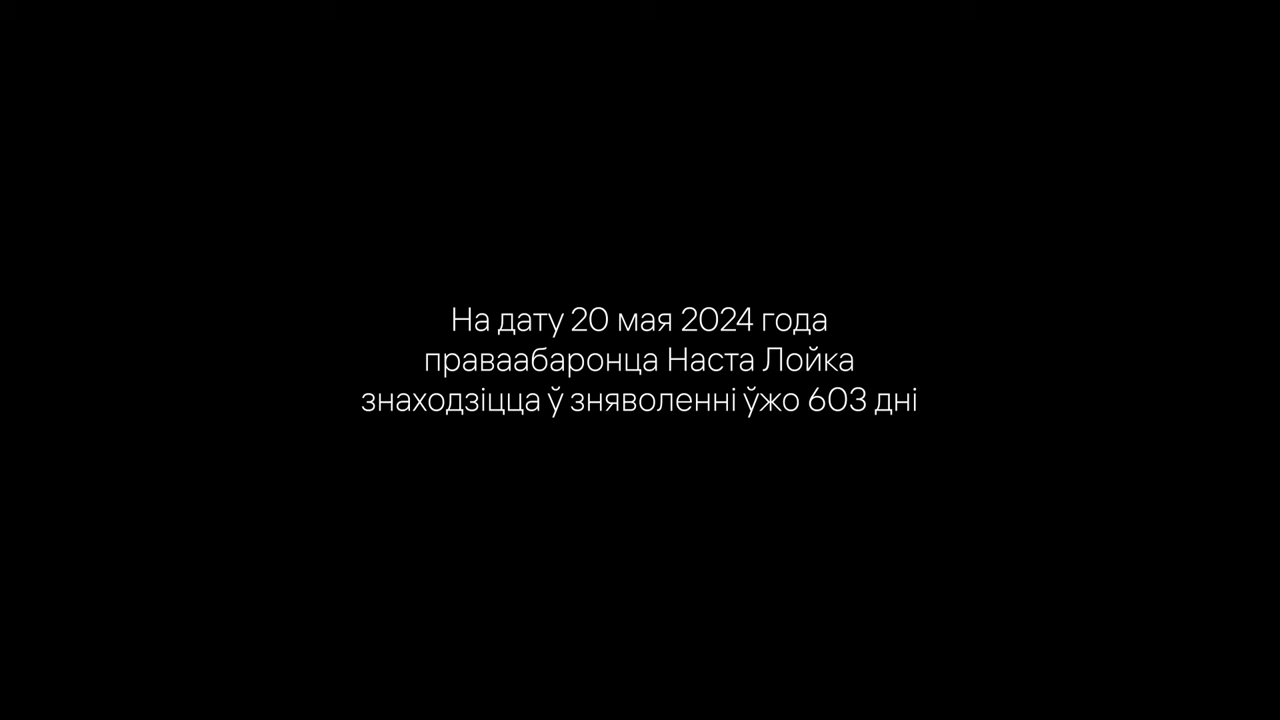 На дату 20 мая 2024 года
праваабаронца Наста Лойка
знаходзіцца ў зняволенні ўжо 603 дні